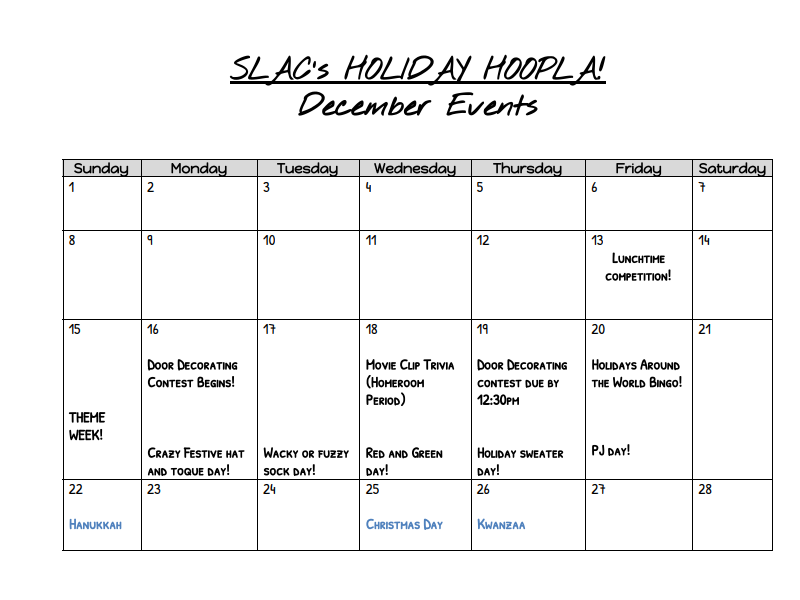 SLAC's HOLIDAY HOOPLA!
December Events
Sunday Monday Tuesday Wednesday Thursday Friday Saturday
1 2 3 4 5 6 7
8 9 10 11 12 13 14
Lunchtime
competition!
15 16 17 18 19 20 21
Door Decorating
Contest Begins!
Movie Clip Trivia
(Homeroom
Period)
Door Decorating
contest due by
12:30pm
Holidays Around
the World Bingo!
THEME
WEEK!
Crazy Festive hat
and toque day!
Wacky or fuzzy
sock day!
Red and Green
day!
Holiday sweater
day!
PJ day!
22 23 24 25 26 27 28
Hanukkah Christmas Day Kwanzaa